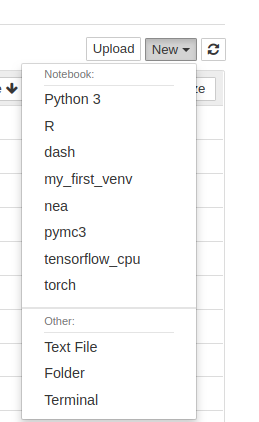 Upload New
Notebook:
Python 3
R
dash
my_first_venv
nea
pymc3
tensorflow_cpu
torch
Other:
Text File
Folder
Terminal